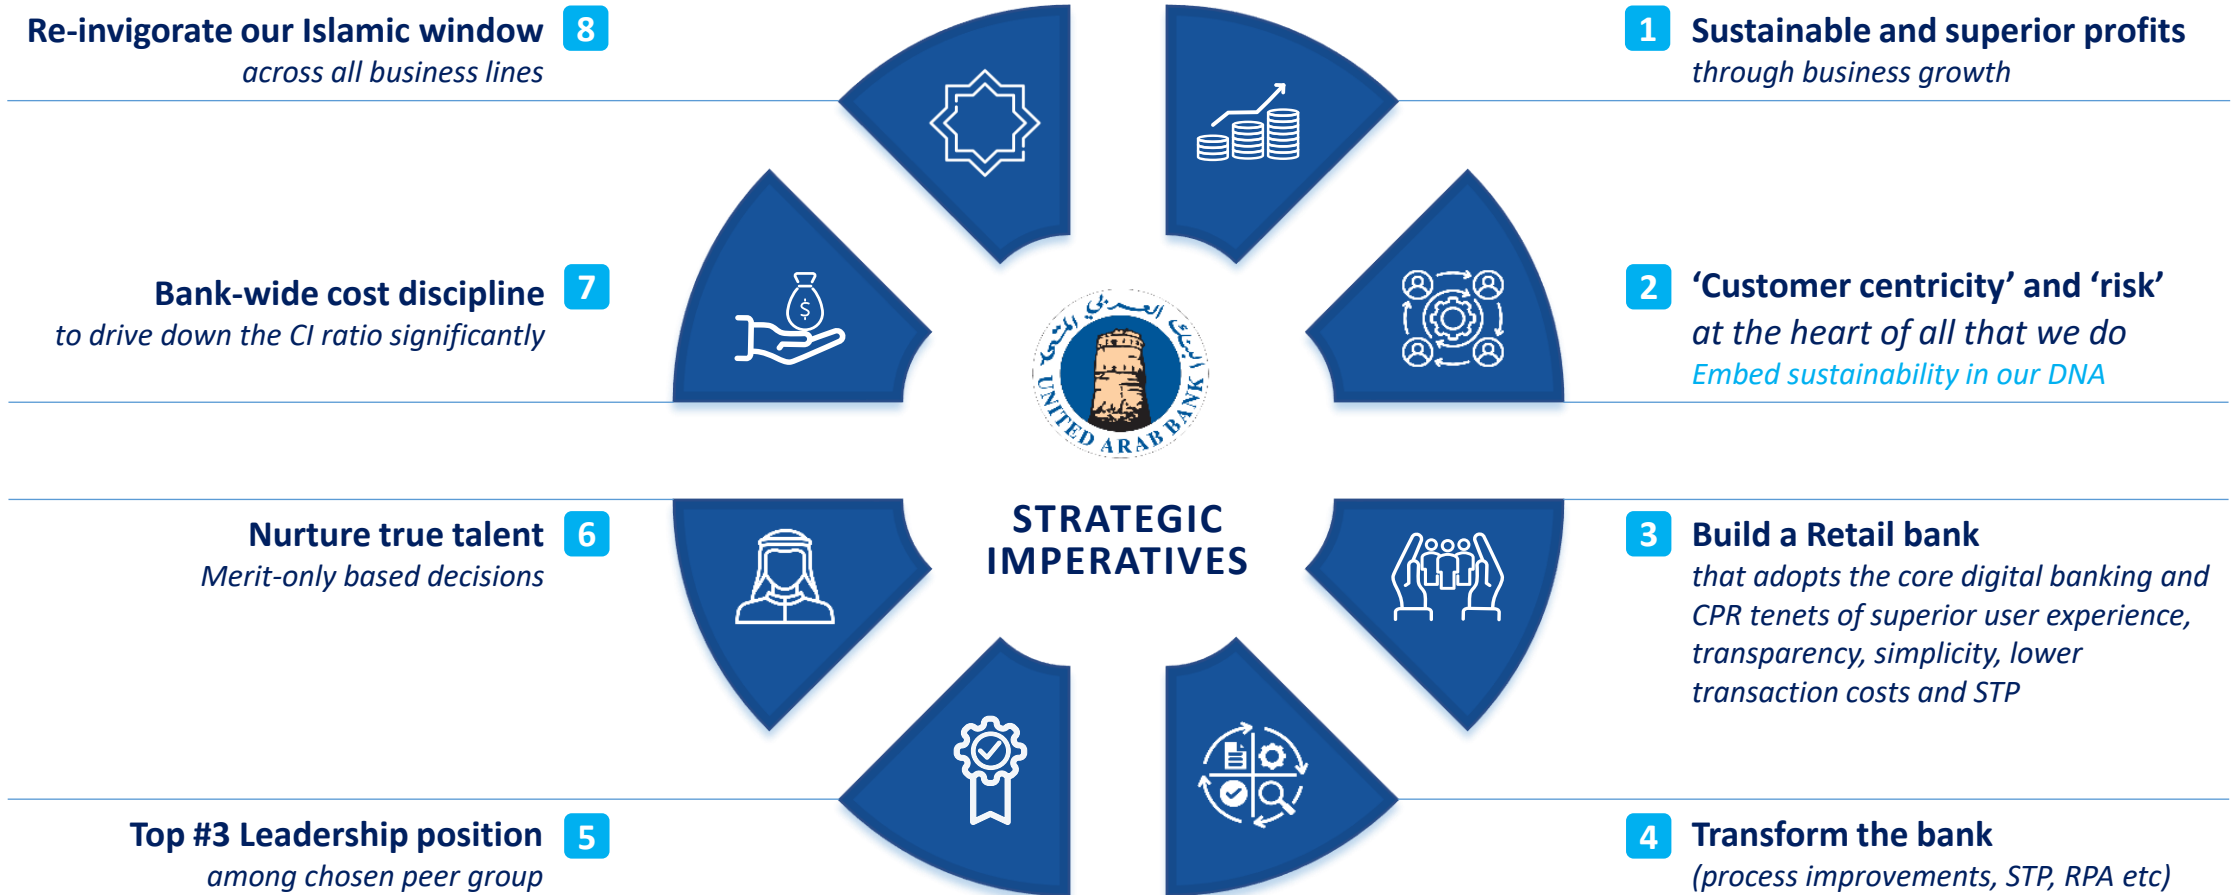 8
Re-invigorate our Islamic window
across all business lines
1
Sustainable and superior profits
through business growth
7
Bank-wide cost discipline
to drive down the CI ratio significantly
2
‘Customer centricity’ and ‘risk’
at the heart of all that we do
Embed sustainability in our DNA
البنك العربي المتحد
UNITED ARAB BANK
STRATEGIC
IMPERATIVES
6
Nurture true talent
Merit-only based decisions
3
Build a Retail bank
that adopts the core digital banking and
CPR tenets of superior user experience,
transparency, simplicity, lower
transaction costs and STP
5
Top #3 Leadership position
among chosen peer group
4
Transform the bank
(process improvements, STP, RPA etc)
$